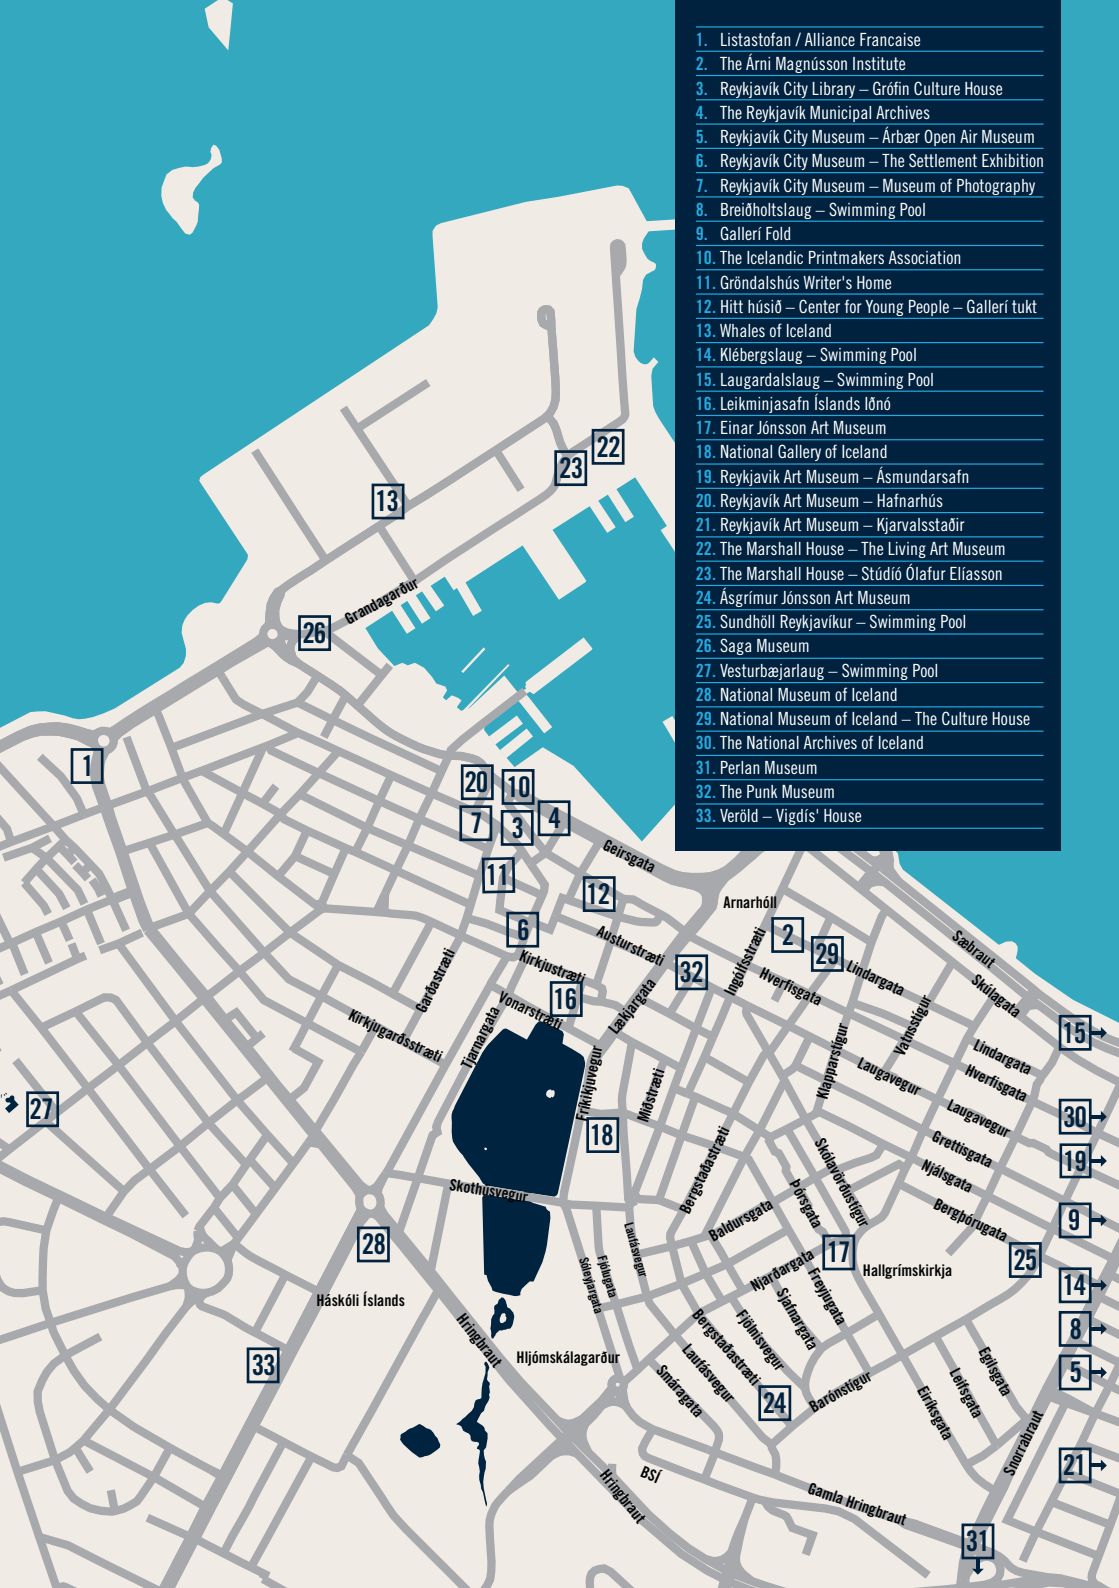 1. Listastofan / Alliance Francaise
2. The Árni Magnússon Institute
3. Reykjavík City Library – Grófin Culture House
4. The Reykjavík Municipal Archives
5. Reykjavík City Museum – Árbær Open Air Museum
6. Reykjavík City Museum – The Settlement Exhibition
7. Reykjavík City Museum – Museum of Photography
8. Breiðholtslaug – Swimming Pool
9. Gallerí Fold
10. The Icelandic Printmakers Association
11. Gröndalshús Writer's Home
12. Hitt húsið – Center for Young People – Gallerí tukt
13. Whales of Iceland
14. Klébergslaug – Swimming Pool
15. Laugardalslaug – Swimming Pool
16. Leikminjasafn Íslands Iðnó
17. Einar Jónsson Art Museum
18. National Gallery of Iceland
19. Reykjavik Art Museum – Ásmundarsafn
20. Reykjavík Art Museum – Hafnarhús
21. Reykjavík Art Museum – Kjarvalsstaðir
22. The Marshall House – The Living Art Museum
23. The Marshall House – Stúdíó Ólafur Elíasson
24. Ásgrímur Jónsson Art Museum
25. Sundhöll Reykjavíkur – Swimming Pool
26. Saga Museum
27. Vesturbæjarlaug – Swimming Pool
28. National Museum of Iceland
29. National Museum of Iceland – The Culture House
30. The National Archives of Iceland
31. Perlan Museum
32. The Punk Museum
33. Veröld – Vigdís' House
22
23
13
Grandagarður
26
1
20
10
7
3
4
Geirsgata
11
12
Arnarhóll
6
Austurstræti
2
29
Sæbraut
Kirkjustræti
32
Ingólfsstræti
Hverfisgata
Lindargata
Skúlagata
Garðastræti
16
Vonarstræti
Lækjargata
Vatnsstígur
15
Kirkjugarðsstræti
Tjarnargata
Klapparstígur
Lindargata
Hverfisgata
Laugavegur
27
Fríkikjuvegur
Miðstræti
Laugavegur
30
18
Grettisgata
19
Bergstaðastræti
Skólavörðustígur
Njálsgata
Skothúsvegur
Þórsgata
Bergþórugata
9
Baldursgata
28
Laufásvegur
17
25
Sóleyjargata
Fjólugata
Njarðargata
Hallgrímskirkja
14
Háskóli Íslands
Freyjugata
Sjafnargata
8
Hringbraut
Hljómskálagarður
Bergstaðastræti
Fjölnisvegur
33
Laufásvegur
Smáragata
Egilsgata
5
24
Barónstígur
Leifsgata
Eiríksgata
Snorrabraut
21
BSÍ
Hringbraut
Gamla Hringbraut
31